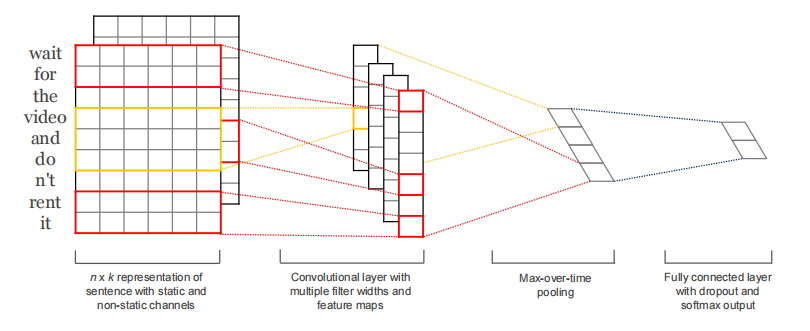 wait
for
the
video
and
do
n't
rent
it
n x k representation of
sentence with static and
non-static channels
Convolutional layer with
multiple filter widths and
feature maps
Max-over-time
pooling
Fully connected layer
with dropout and
softmax output